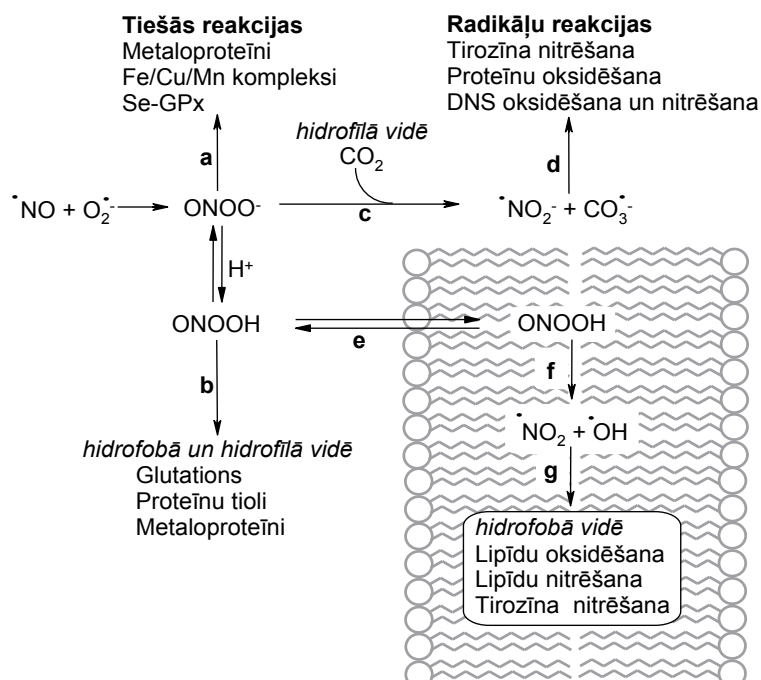 Tiešās reakcijas
Metaloproteīni
Fe/Cu/Mn kompleksi
Se-GPx
Radikāļu reakcijas
Tirozīna nitrēšana
Proteīnu oksidēšana
DNS oksidēšana un nitrēšana
a
hidrofīlā vidē
CO₂
d
•NO + O₂•⁻
ONOO⁻
c
•NO₂⁻ + CO₃•⁻
H⁺
ONOOH
e
ONOOH
b
f
•NO₂ + •OH
hidrofobā un hidrofīlā vidē
Glutations
Proteīnu tioli
Metaloproteīni
g
hidrofobā vidē
Lipīdu oksidēšana
Lipīdu nitrēšana
Tirozīna nitrēšana